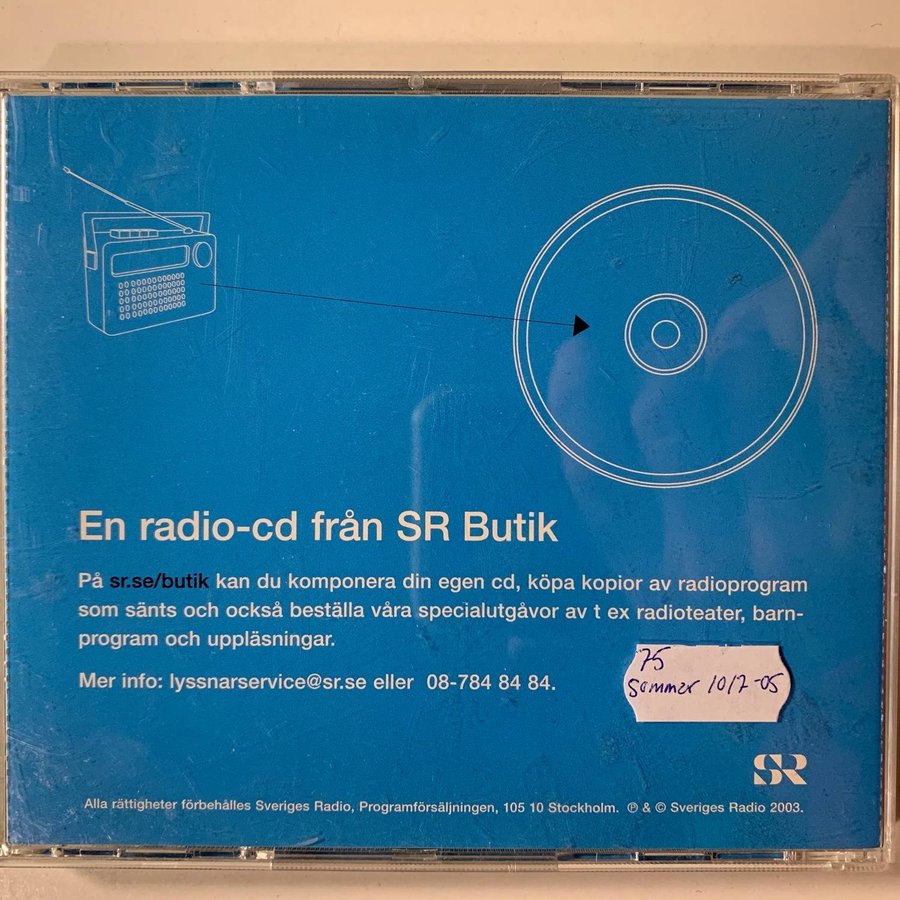 En radio-cd från SR Butik
På sr.se/butik kan du komponera din egen cd, köpa kopior av radioprogram
som sänts och också beställa våra specialutgåvor av t ex radioteater, barn-
program och uppläsningar.
Mer info: lyssnarservice@sr.se eller 08-784 84 84.
75
Sommar 10/7-05
SR
Alla rättigheter förbehålles Sveriges Radio, Programförsäljningen, 105 10 Stockholm. ℗ & © Sveriges Radio 2003.